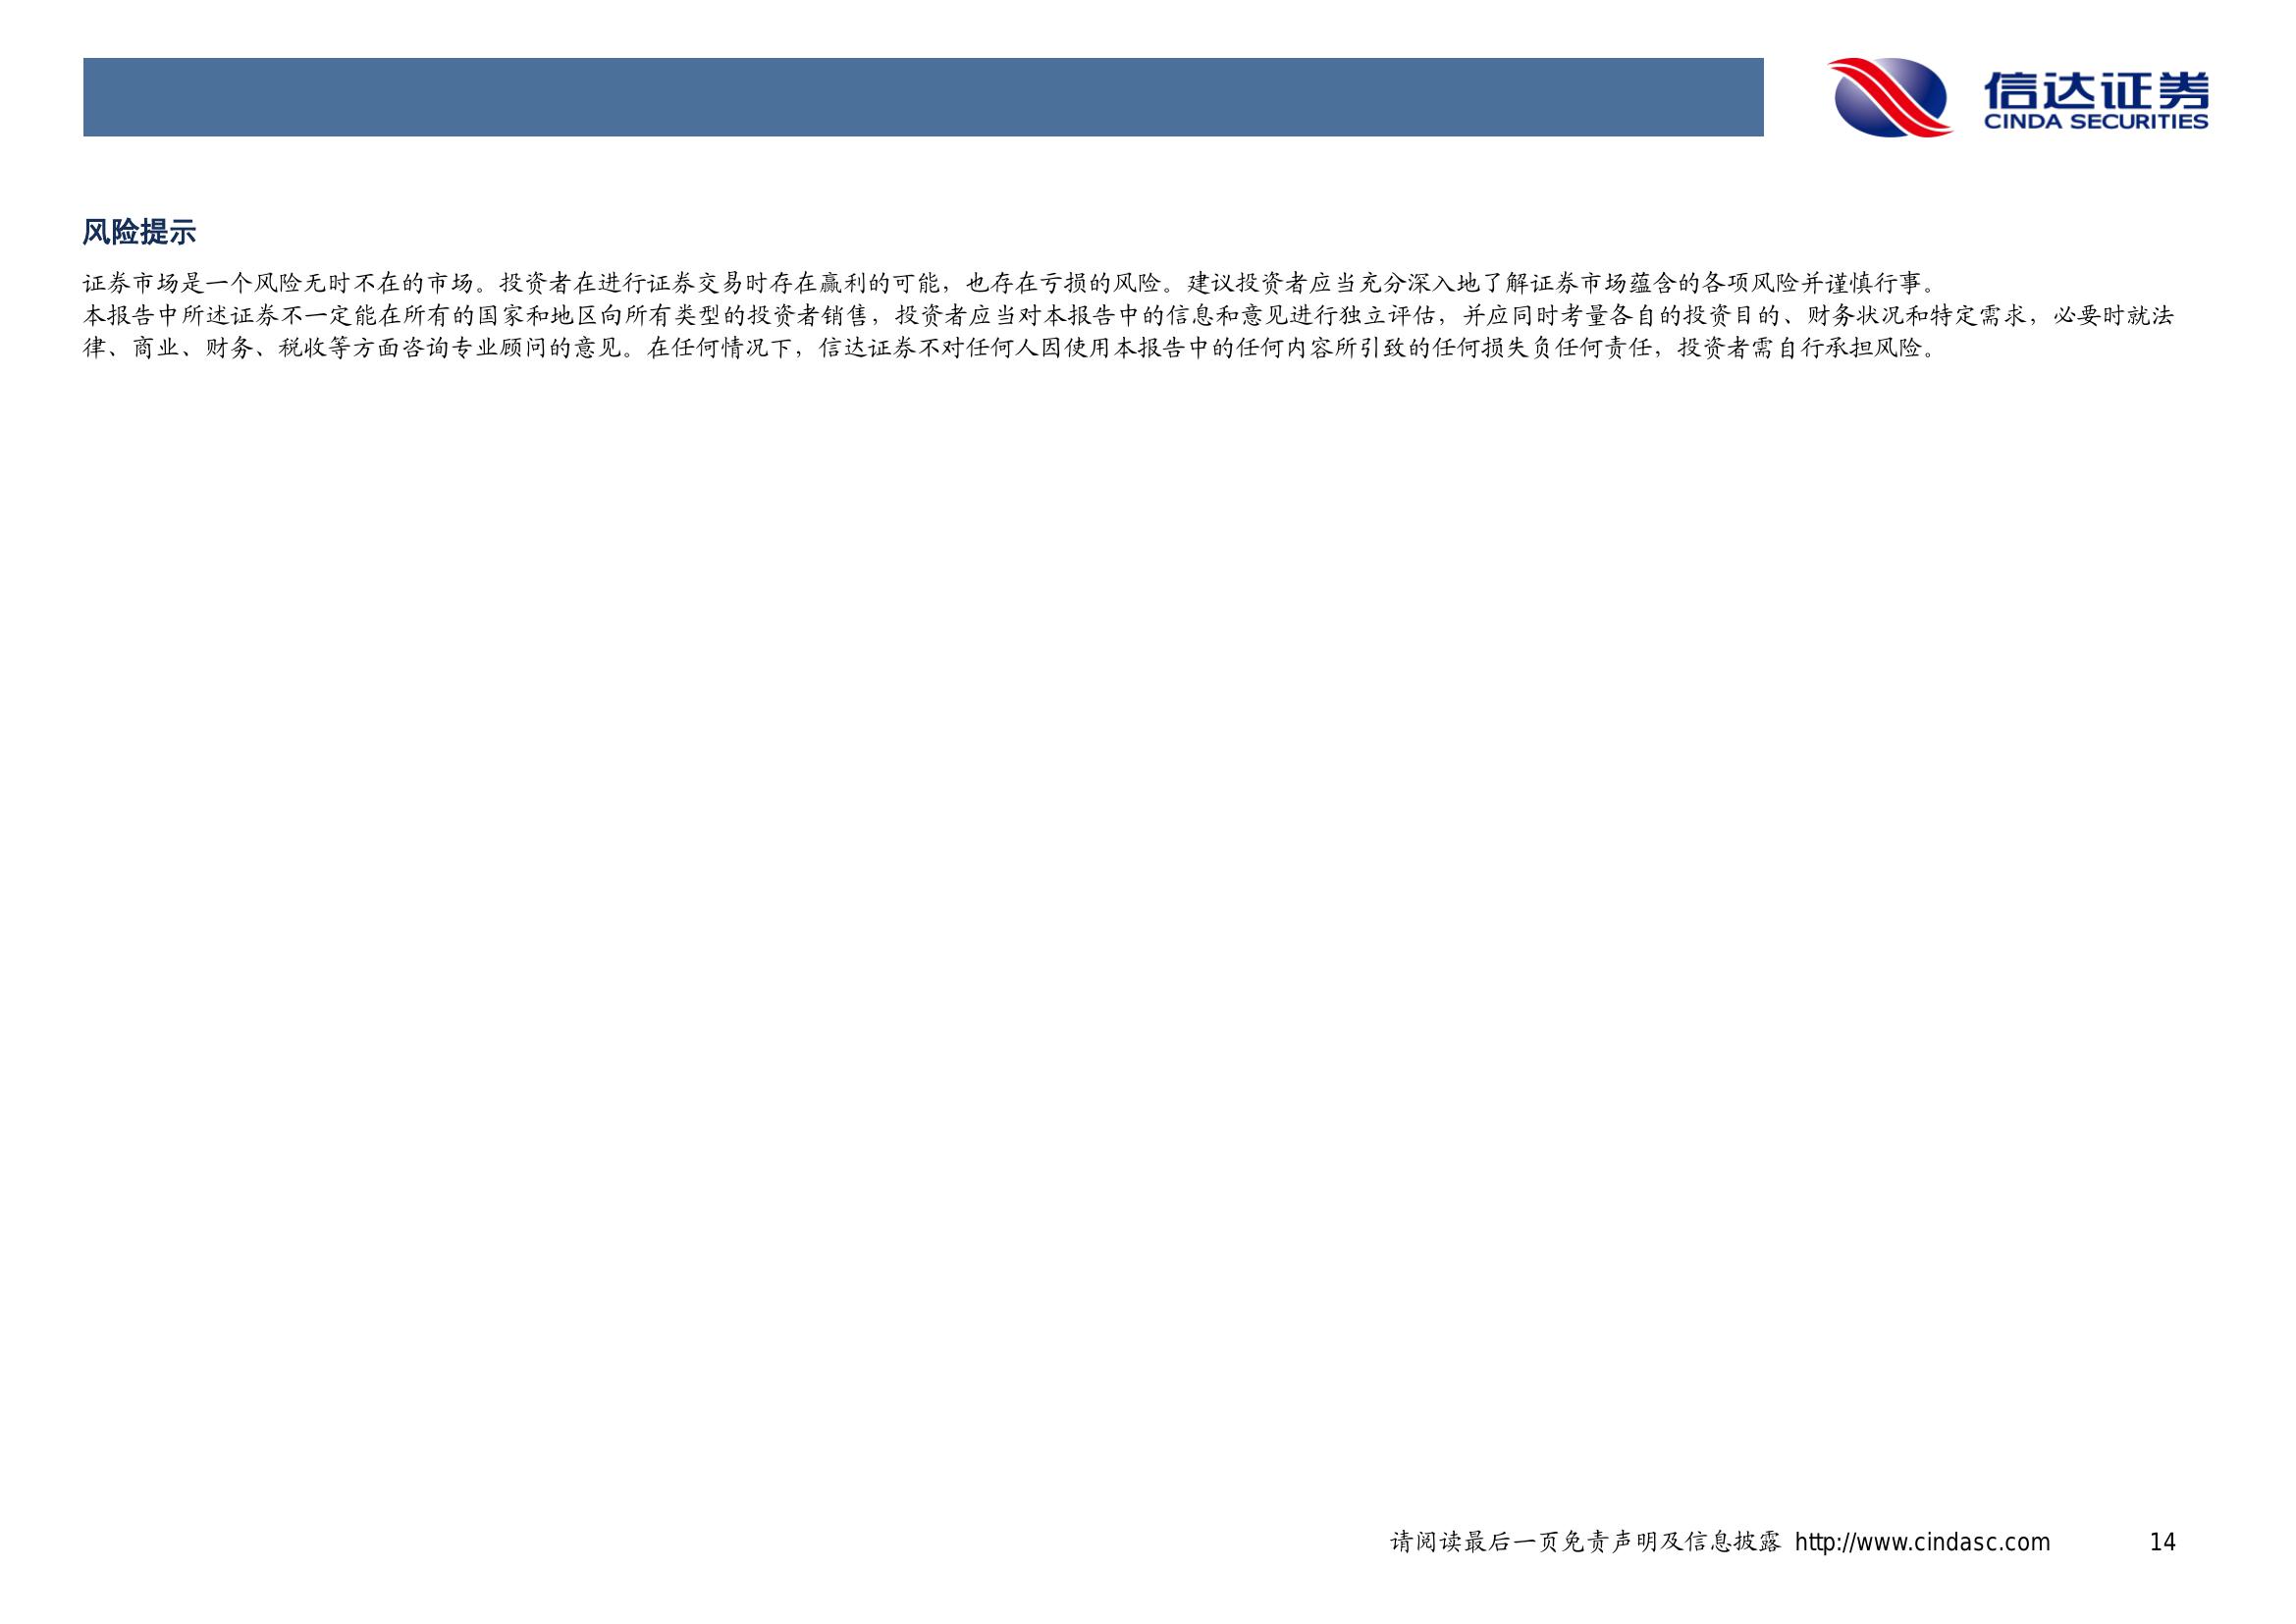 信达证券
CINDA SECURITIES
风险提示
证券市场是一个风险无时不在的市场。投资者在进行证券交易时存在赢利的可能，也存在亏损的风险。建议投资者应当充分深入地了解证券市场蕴含的各项风险并谨慎行事。
本报告中所述证券不一定能在所有的国家和地区向所有类型的投资者销售，投资者应当对本报告中的信息和意见进行独立评估，并应同时考量各自的投资目的、财务状况和特定需求，必要时就法
律、商业、财务、税收等方面咨询专业顾问的意见。在任何情况下，信达证券不对任何人因使用本报告中的任何内容所引致的任何损失负任何责任，投资者需自行承担风险。
请阅读最后一页免责声明及信息披露 http://www.cindasc.com 14